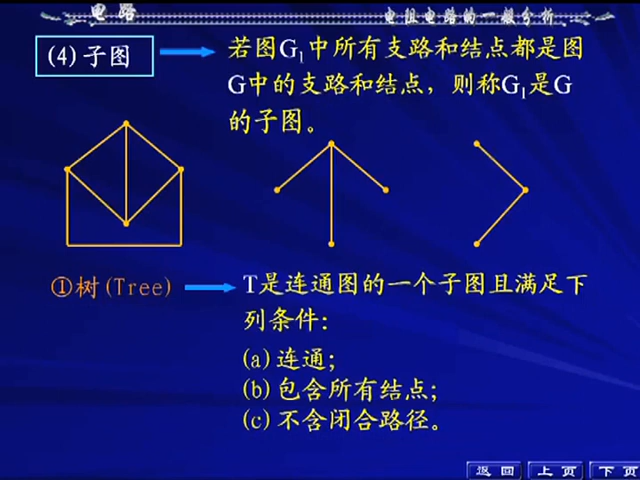 电路
电阻电路的一般分析
(4)子图
若图G1中所有支路和结点都是图
G中的支路和结点，则称G1是G
的子图。
①树(Tree)
T是连通图的一个子图且满足下
列条件：
(a)连通；
(b)包含所有结点；
(c)不含闭合路径。
返回 上页 下页